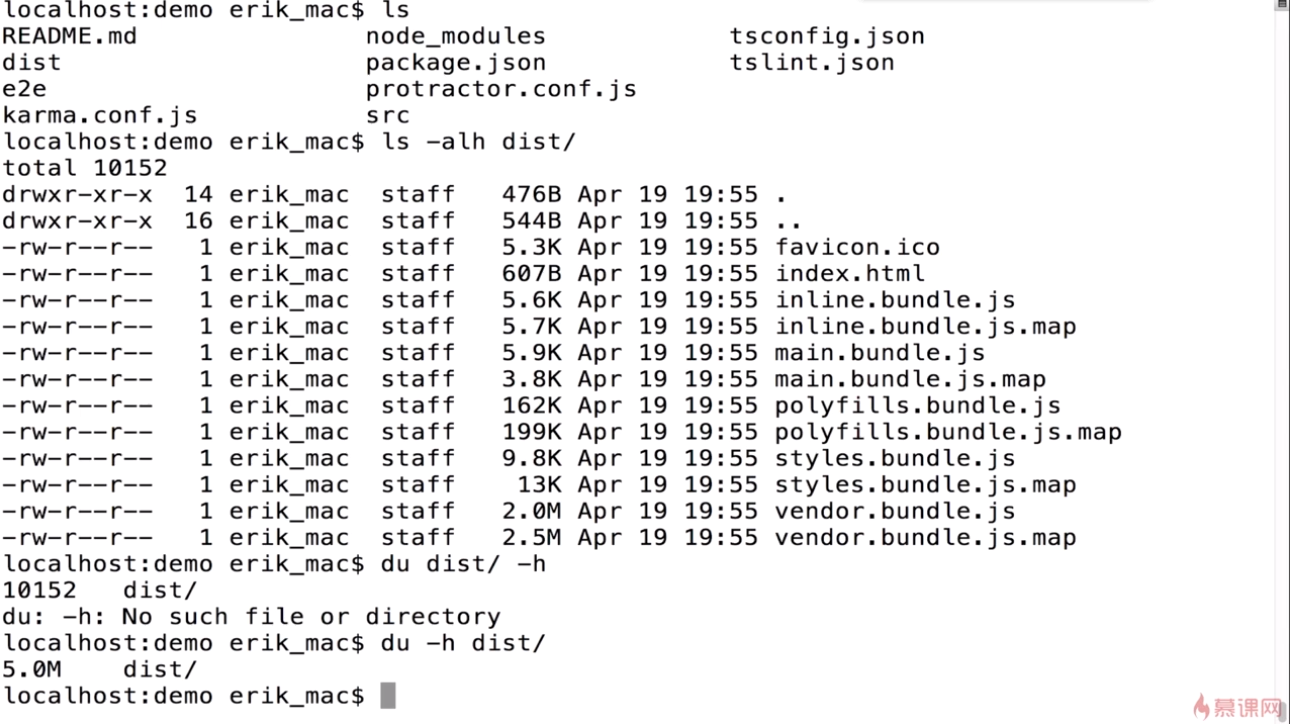 localhost:demo erik_mac$ ls
README.md node_modules tsconfig.json
dist package.json tslint.json
e2e protractor.conf.js
karma.conf.js src
localhost:demo erik_mac$ ls -alh dist/
total 10152
drwxr-xr-x 14 erik_mac staff 476B Apr 19 19:55 .
drwxr-xr-x 16 erik_mac staff 544B Apr 19 19:55 ..
-rw-r--r-- 1 erik_mac staff 5.3K Apr 19 19:55 favicon.ico
-rw-r--r-- 1 erik_mac staff 607B Apr 19 19:55 index.html
-rw-r--r-- 1 erik_mac staff 5.6K Apr 19 19:55 inline.bundle.js
-rw-r--r-- 1 erik_mac staff 5.7K Apr 19 19:55 inline.bundle.js.map
-rw-r--r-- 1 erik_mac staff 5.9K Apr 19 19:55 main.bundle.js
-rw-r--r-- 1 erik_mac staff 3.8K Apr 19 19:55 main.bundle.js.map
-rw-r--r-- 1 erik_mac staff 162K Apr 19 19:55 polyfills.bundle.js
-rw-r--r-- 1 erik_mac staff 199K Apr 19 19:55 polyfills.bundle.js.map
-rw-r--r-- 1 erik_mac staff 9.8K Apr 19 19:55 styles.bundle.js
-rw-r--r-- 1 erik_mac staff 13K Apr 19 19:55 styles.bundle.js.map
-rw-r--r-- 1 erik_mac staff 2.0M Apr 19 19:55 vendor.bundle.js
-rw-r--r-- 1 erik_mac staff 2.5M Apr 19 19:55 vendor.bundle.js.map
localhost:demo erik_mac$ du dist/ -h
10152 dist/
du: -h: No such file or directory
localhost:demo erik_mac$ du -h dist/
5.0M dist/
localhost:demo erik_mac$
慕课网